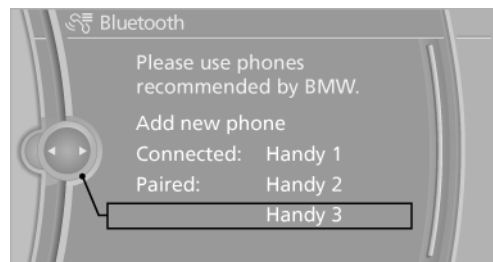 Bluetooth
Please use phones
recommended by BMW.
Add new phone
Connected: Handy 1
Paired: Handy 2
Handy 3